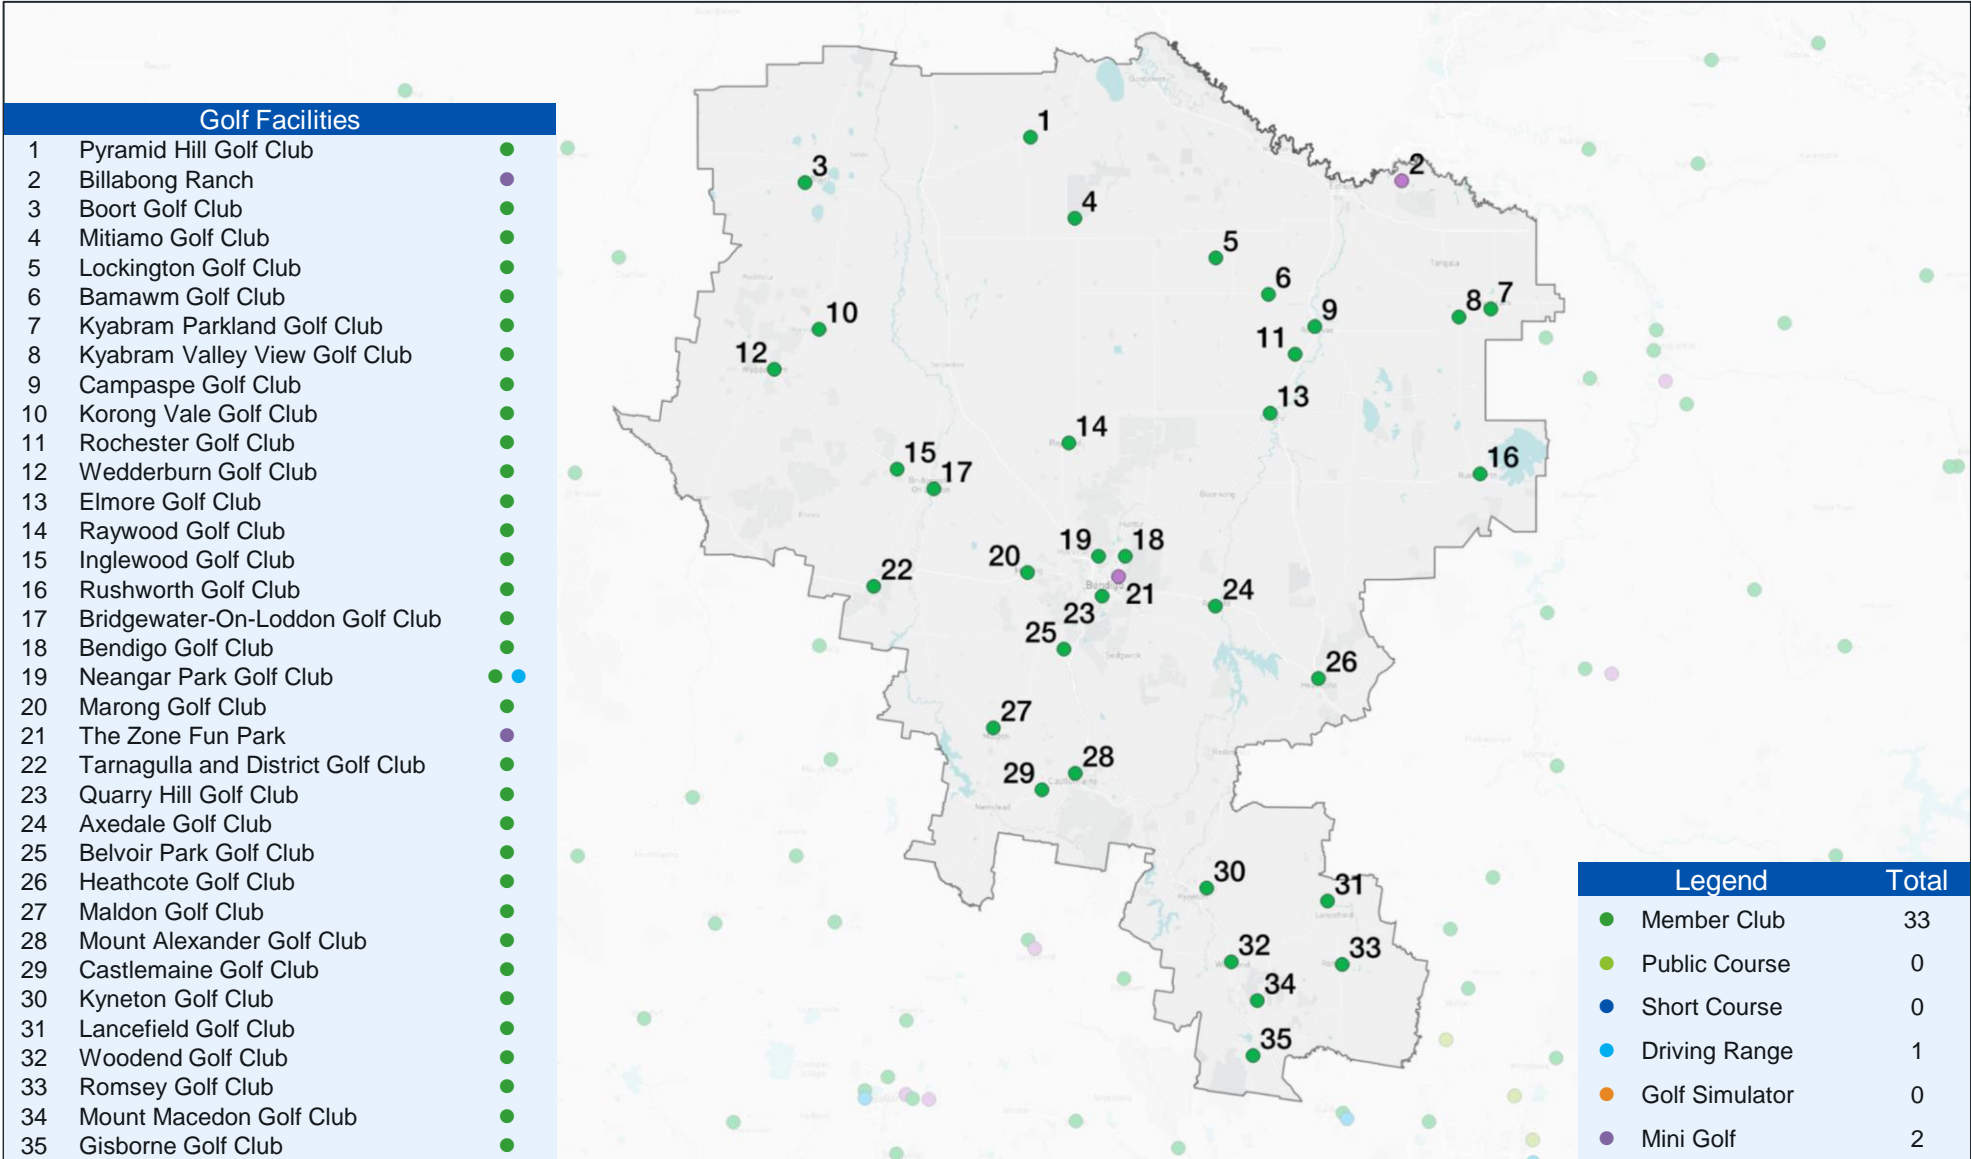 Golf Facilities
1 Pyramid Hill Golf Club
2 Billabong Ranch
3 Boort Golf Club
4 Mitiamo Golf Club
5 Lockington Golf Club
6 Bamawm Golf Club
7 Kyabram Parkland Golf Club
8 Kyabram Valley View Golf Club
9 Campaspe Golf Club
10 Korong Vale Golf Club
11 Rochester Golf Club
12 Wedderburn Golf Club
13 Elmore Golf Club
14 Raywood Golf Club
15 Inglewood Golf Club
16 Rushworth Golf Club
17 Bridgewater-On-Loddon Golf Club
18 Bendigo Golf Club
19 Neangar Park Golf Club
20 Marong Golf Club
21 The Zone Fun Park
22 Tarnagulla and District Golf Club
23 Quarry Hill Golf Club
24 Axedale Golf Club
25 Belvoir Park Golf Club
26 Heathcote Golf Club
27 Maldon Golf Club
28 Mount Alexander Golf Club
29 Castlemaine Golf Club
30 Kyneton Golf Club
31 Lancefield Golf Club
32 Woodend Golf Club
33 Romsey Golf Club
34 Mount Macedon Golf Club
35 Gisborne Golf Club
1
2
3
4
5
6
8 7
9
10
11
12
13
14
15
16
17
19 18
20
Bendigo
21
22
23
24
25
Sedgwick
26
27
28
29
30
31
Lancefield
32
33
34
35
Legend Total
Member Club 33
Public Course 0
Short Course 0
Driving Range 1
Golf Simulator 0
Mini Golf 2